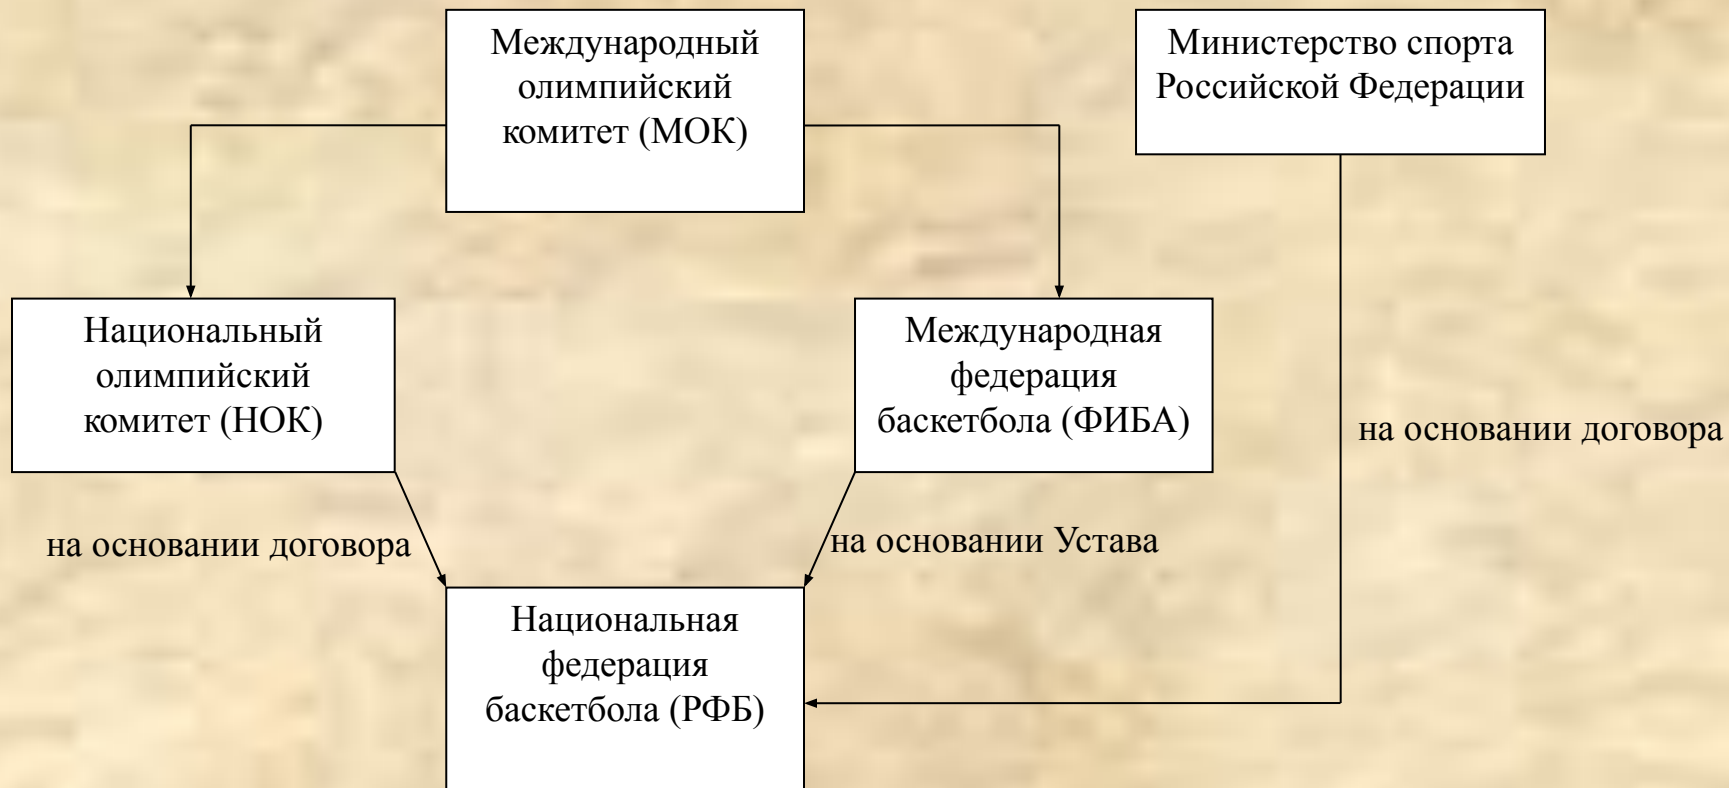 Международный
олимпийский
комитет (МОК)
Министерство спорта
Российской Федерации
Национальный
олимпийский
комитет (НОК)
Международная
федерация
баскетбола (ФИБА)
на основании договора
на основании договора
на основании Устава
Национальная
федерация
баскетбола (РФБ)